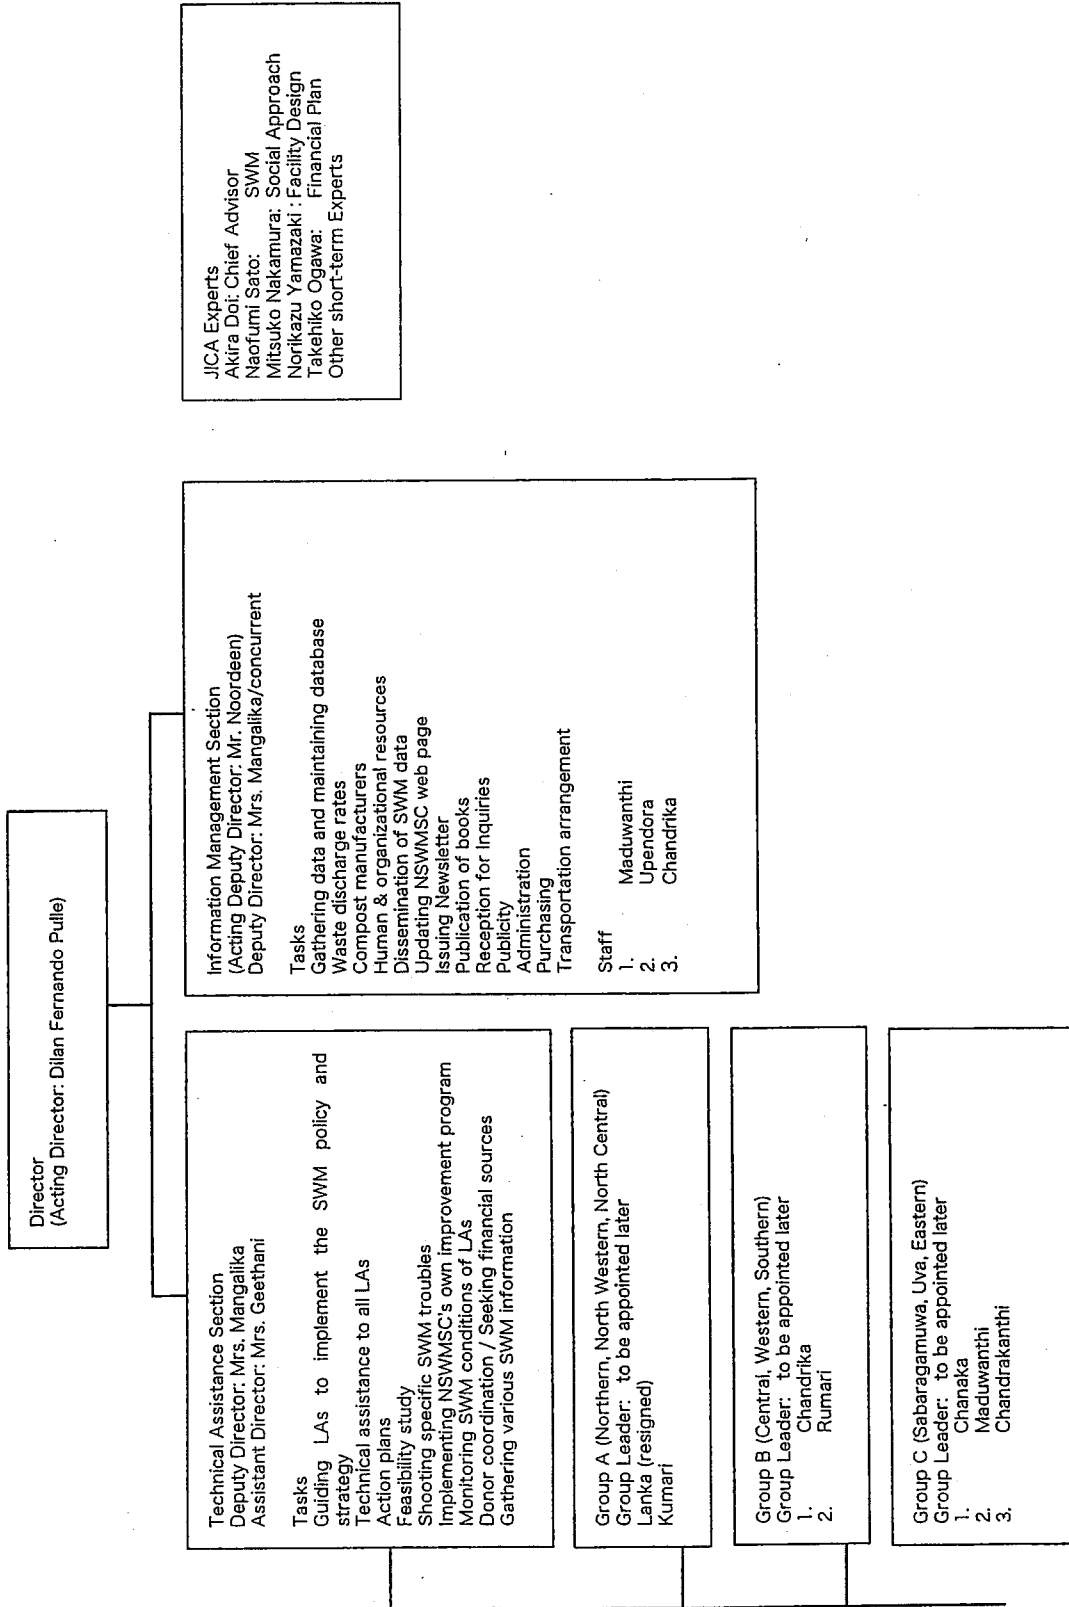 Director
(Acting Director: Dilan Fernando Pulle)
Technical Assistance Section
Deputy Director: Mrs. Mangalika
Assistant Director: Mrs. Geethani
Tasks
Guiding LAs to implement the SWM policy and
strategy
Technical assistance to all LAs
Action plans
Feasibility study
Shooting specific SWM troubles
Implementing NSWMSC's own improvement program
Monitoring SWM conditions of LAs
Donor coordination / Seeking financial sources
Gathering various SWM information
Group A (Northern, North Western, North Central)
Group Leader: to be appointed later
Lanka (resigned)
Kumari
Group B (Central, Western, Southern)
Group Leader: to be appointed later
1. Chandrika
2. Rumari
Group C (Sabaragamuwa, Uva, Eastern)
Group Leader: to be appointed later
1. Chanaka
2. Maduwanthi
3. Chandrakanthi
Information Management Section
(Acting Deputy Director: Mr. Noordeen)
Deputy Director: Mrs. Mangalika/concurrent
Tasks
Gathering data and maintaining database
Waste discharge rates
Compost manufacturers
Human & organizational resources
Dissemination of SWM data
Updating NSWMSC web page
Issuing Newsletter
Publication of books
Reception for Inquiries
Publicity
Administration
Purchasing
Transportation arrangement
Staff
1. Maduwanthi
2. Upendora
3. Chandrika
JICA Experts
Akira Doi: Chief Advisor
Naofumi Sato: SWM
Mitsuko Nakamura: Social Approach
Norikazu Yamazaki : Facility Design
Takehiko Ogawa: Financial Plan
Other short-term Experts